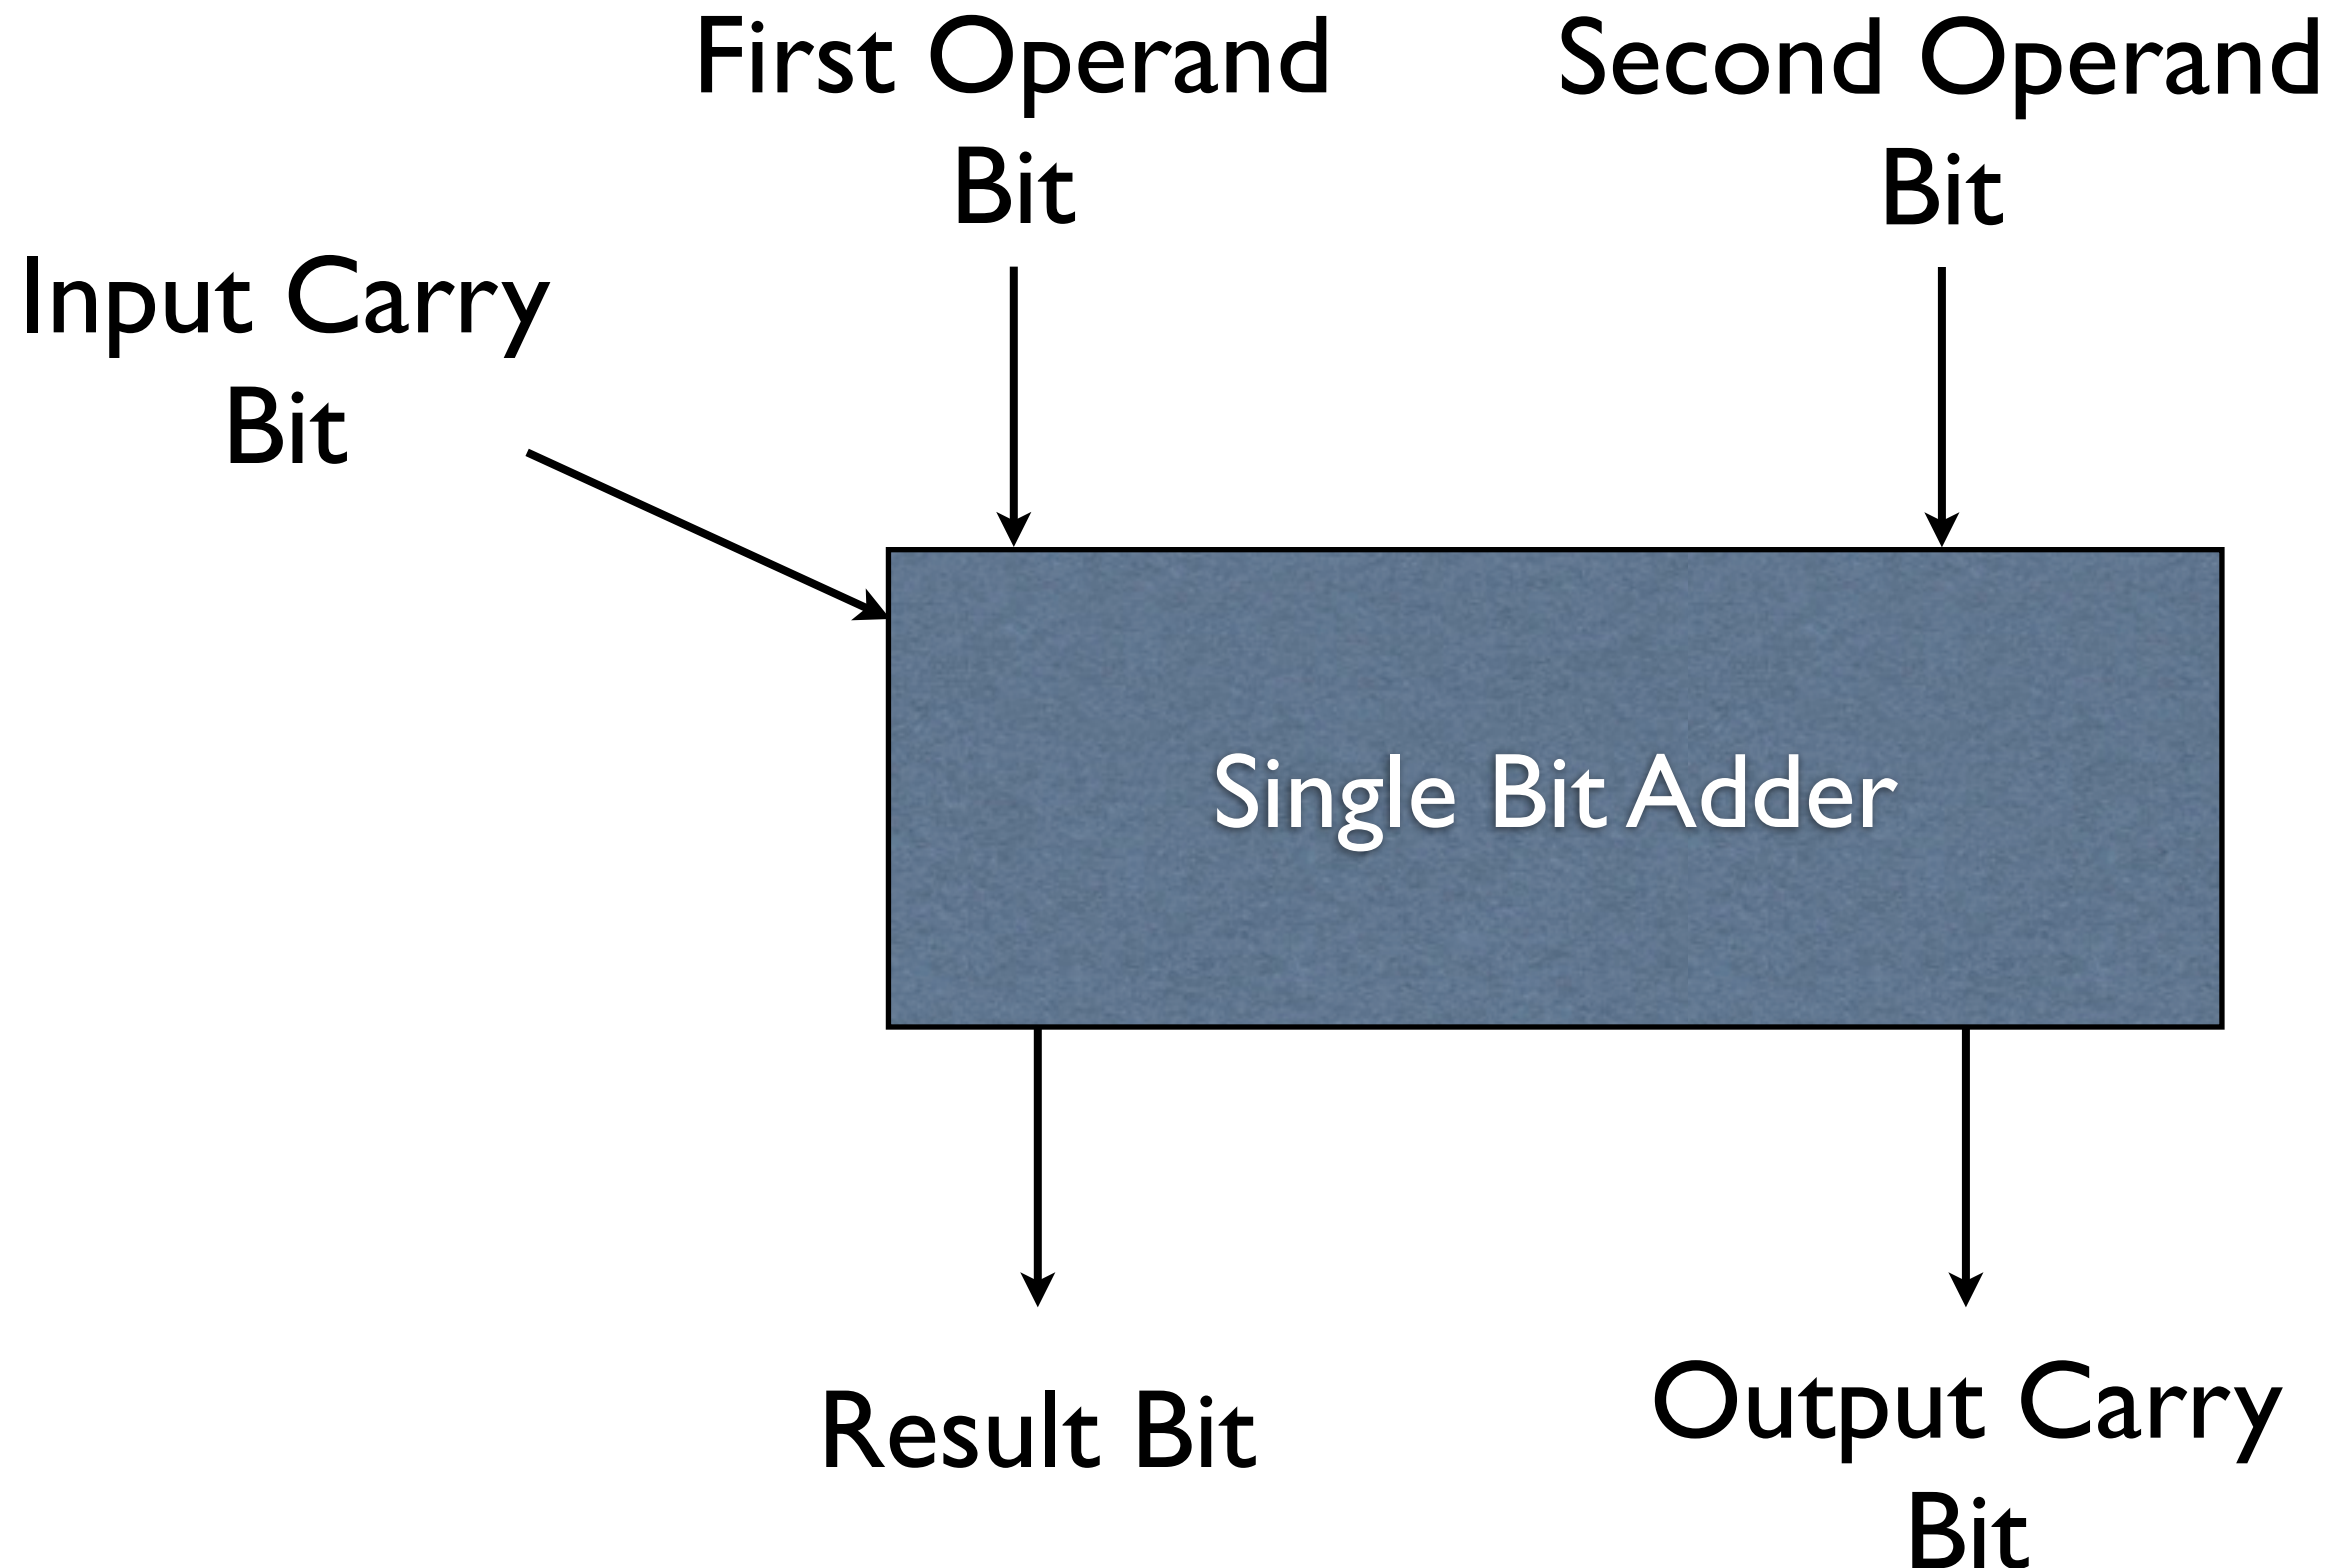 First Operand
Bit
Second Operand
Bit
Input Carry
Bit
Single Bit Adder
Result Bit
Output Carry
Bit